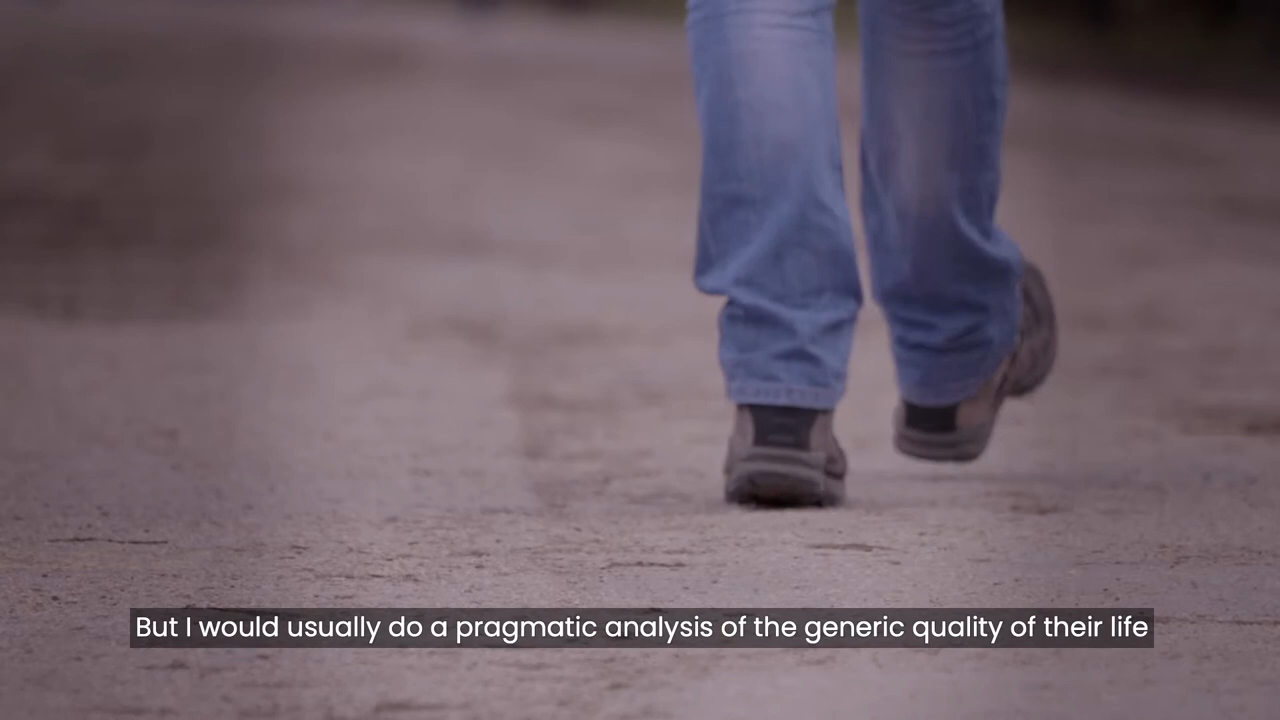 But I would usually do a pragmatic analysis of the generic quality of their life